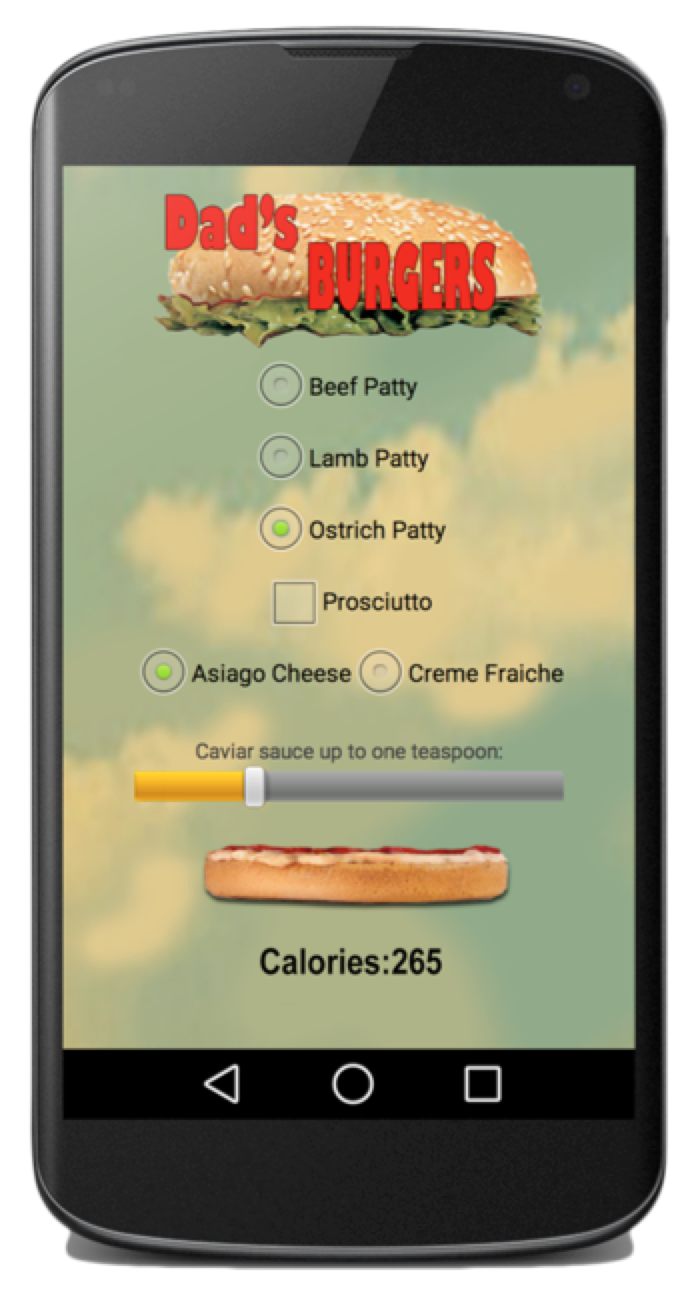 Dad's
BURGERS
Beef Patty
Lamb Patty
Ostrich Patty
Prosciutto
Asiago Cheese Creme Fraiche
Caviar sauce up to one teaspoon:
Calories:265